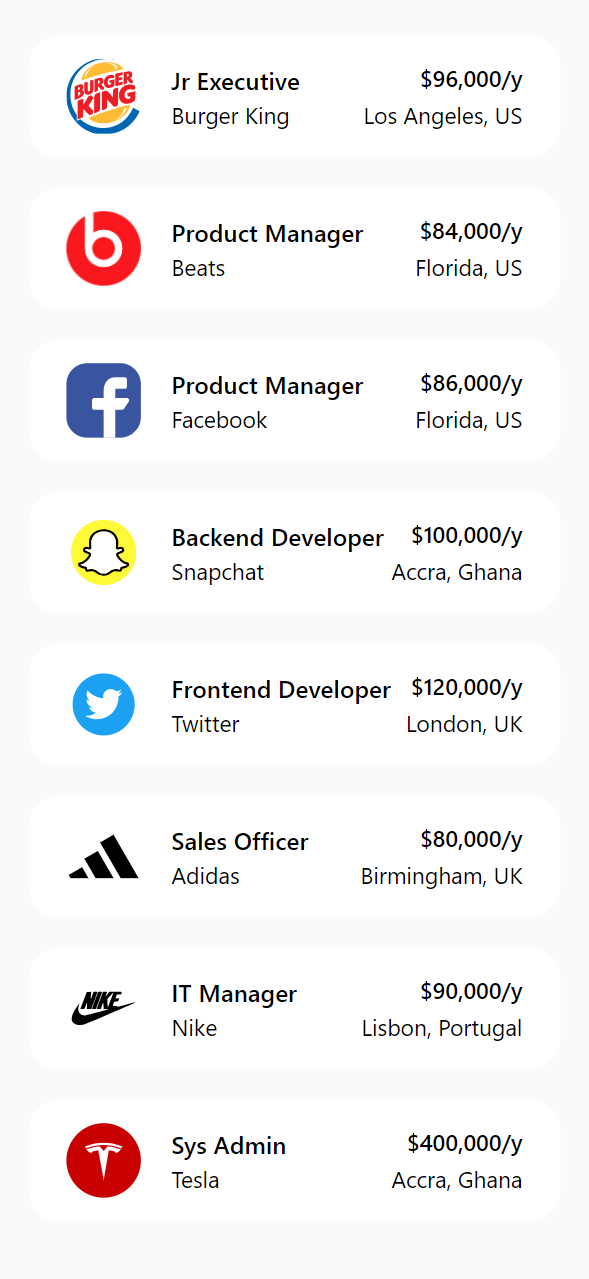 BURGER
KING
Jr Executive
$96,000/y
Burger King
Los Angeles, US
Product Manager
$84,000/y
Beats
Florida, US
Product Manager
$86,000/y
Facebook
Florida, US
Backend Developer
$100,000/y
Snapchat
Accra, Ghana
Frontend Developer
$120,000/y
Twitter
London, UK
Sales Officer
$80,000/y
Adidas
Birmingham, UK
NIKE
IT Manager
$90,000/y
Nike
Lisbon, Portugal
Sys Admin
$400,000/y
Tesla
Accra, Ghana